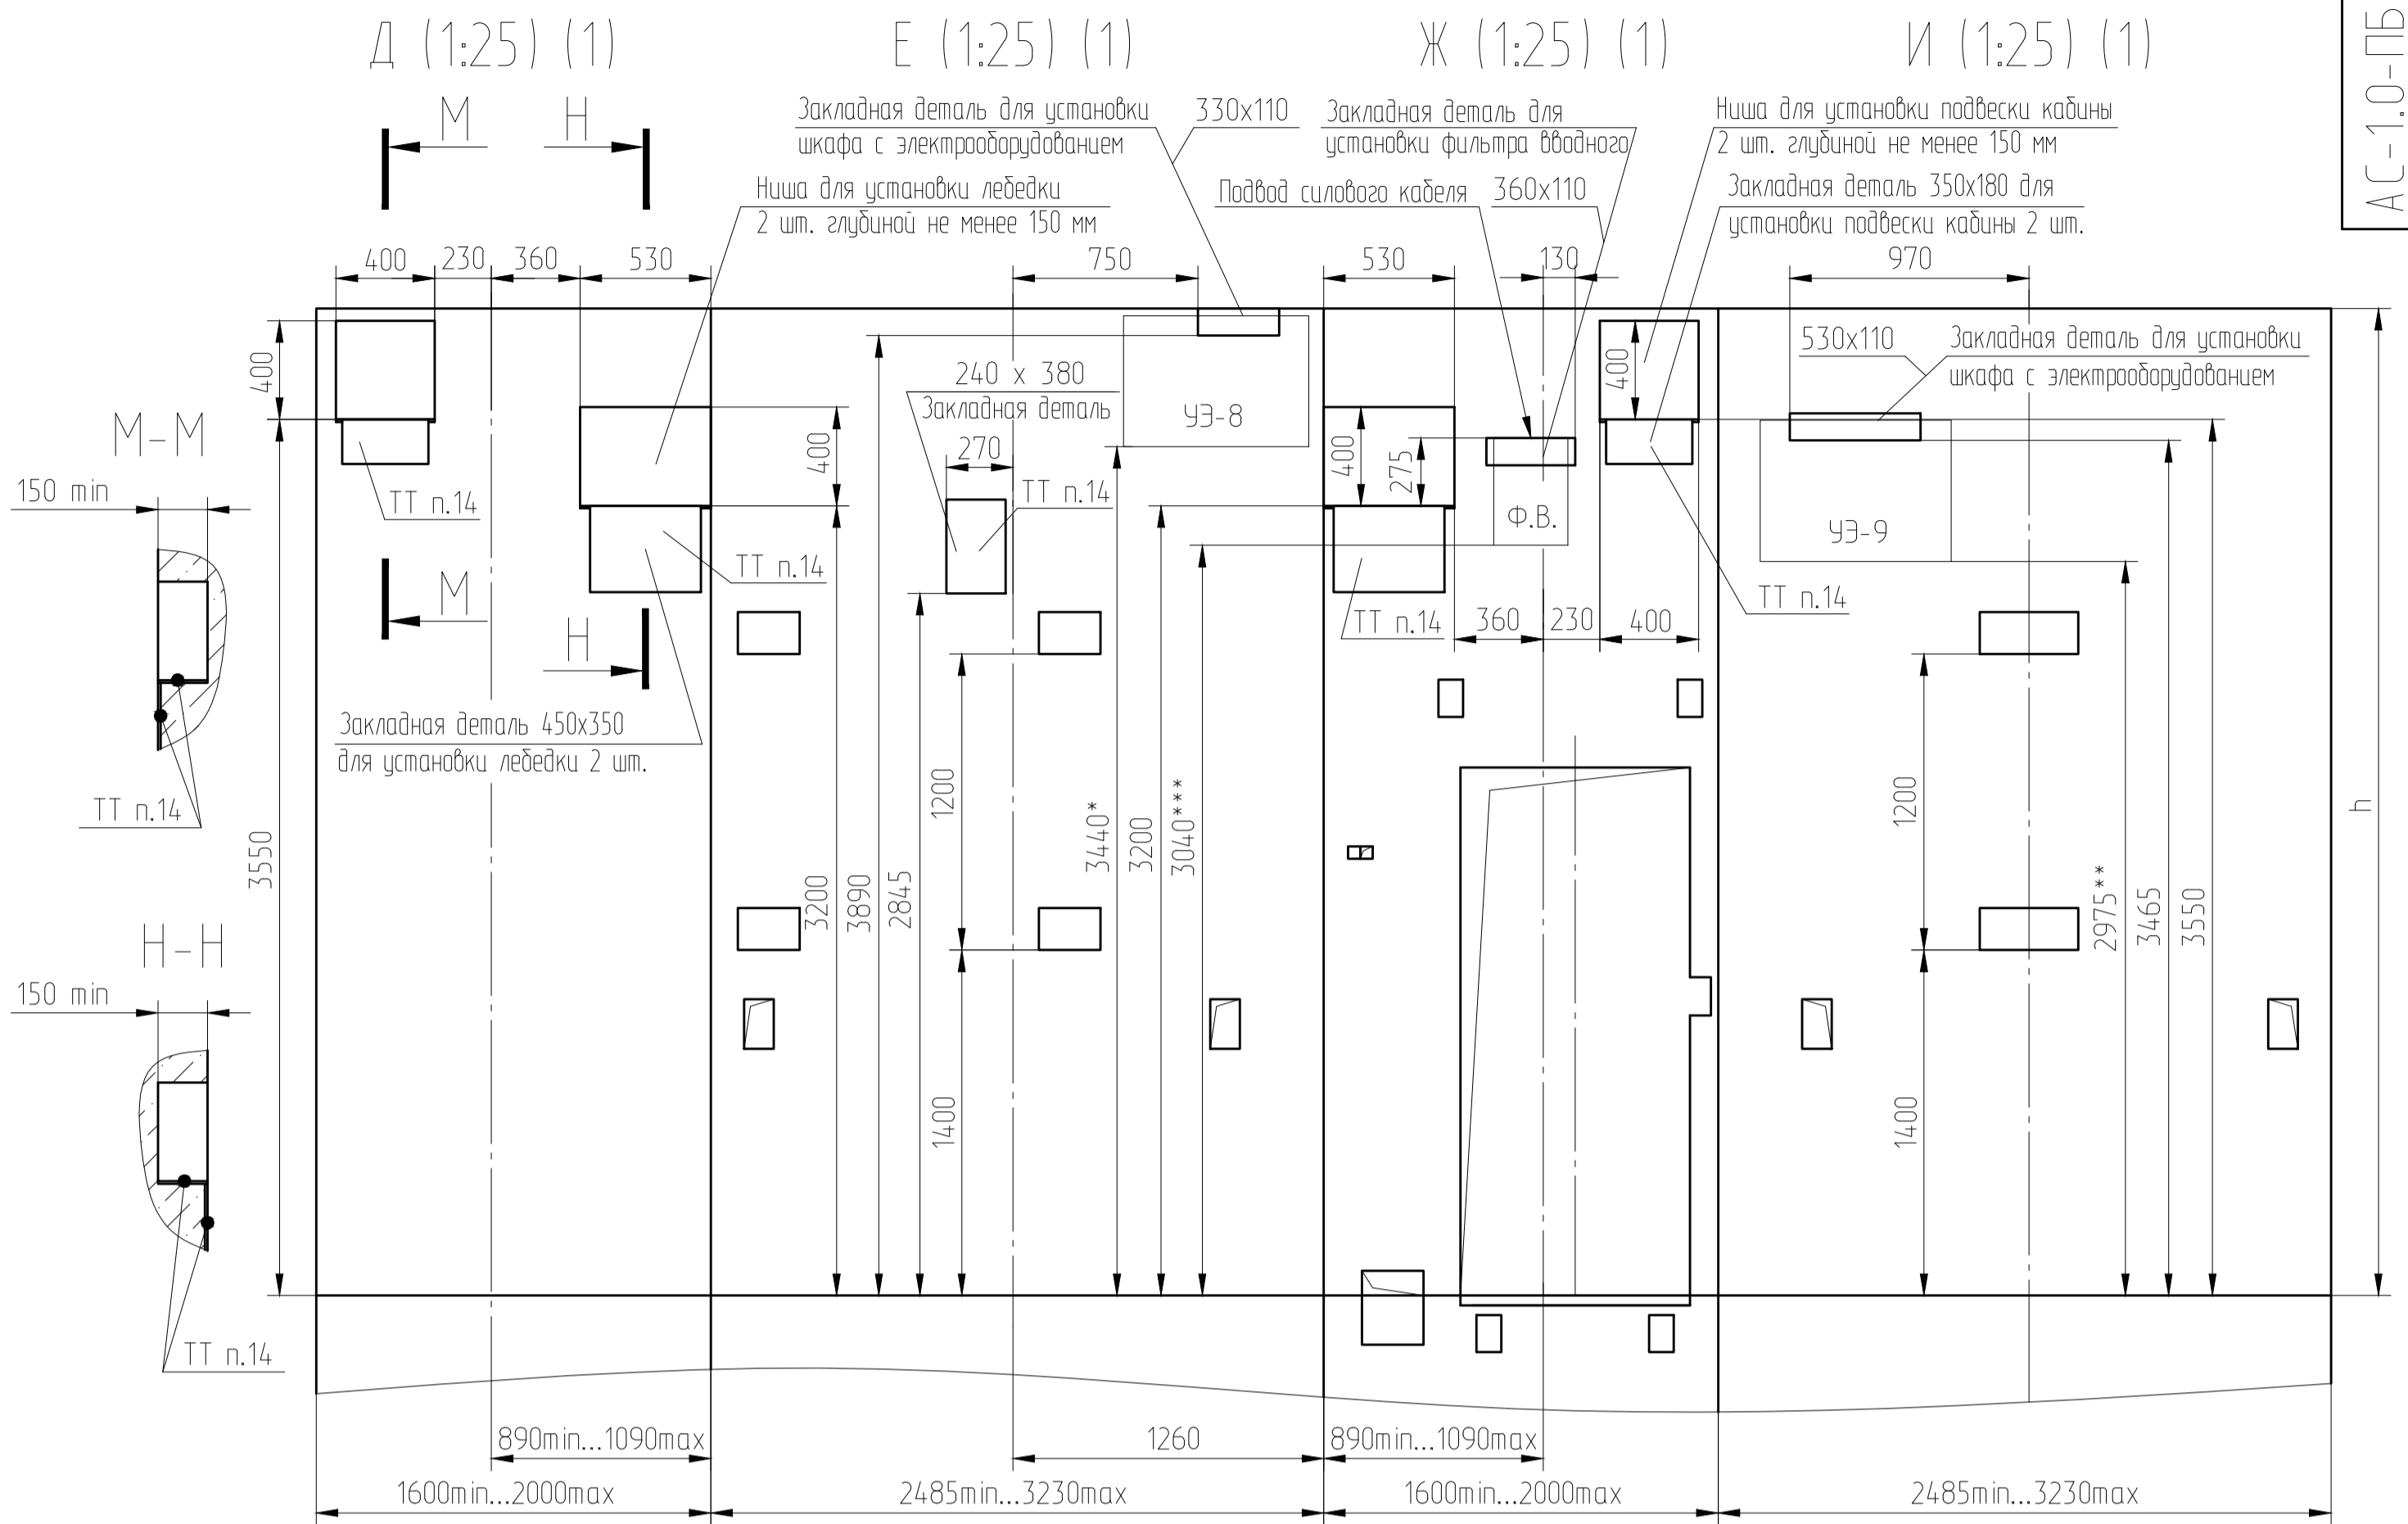 Д (1:25) (1)
Е (1:25) (1)
Ж (1:25) (1)
И (1:25) (1)
АС-1.0-ПБ
М
Н
Закладная деталь для установки
шкафа с электрооборудованием
330х110
Закладная деталь для
установки фильтра вводного
Ниша для установки подвески кабины
2 шт. глубиной не менее 150 мм
Ниша для установки лебедки
2 шт. глубиной не менее 150 мм
Подвод силового кабеля
360х110
Закладная деталь 350х180 для
установки подвески кабины 2 шт.
400
230
360
530
750
530
130
970
400
240 х 380
Закладная деталь
УЭ-8
400
530х110
Закладная деталь для установки
шкафа с электрооборудованием
М-М
150 min
ТТ п.14
400
270
ТТ п.14
400
275
Ф.В.
УЭ-9
ТТ п.14
М
Н
ТТ п.14
360
230
400
ТТ п.14
Закладная деталь 450х350
для установки лебедки 2 шт.
ТТ п.14
3550
1200
3440*
3200
3040***
1200
h
3200
3890
2845
2975**
3465
3550
Н-Н
150 min
1400
1400
ТТ п.14
890min...1090max
1260
890min...1090max
1600min...2000max
2485min...3230max
1600min...2000max
2485min...3230max